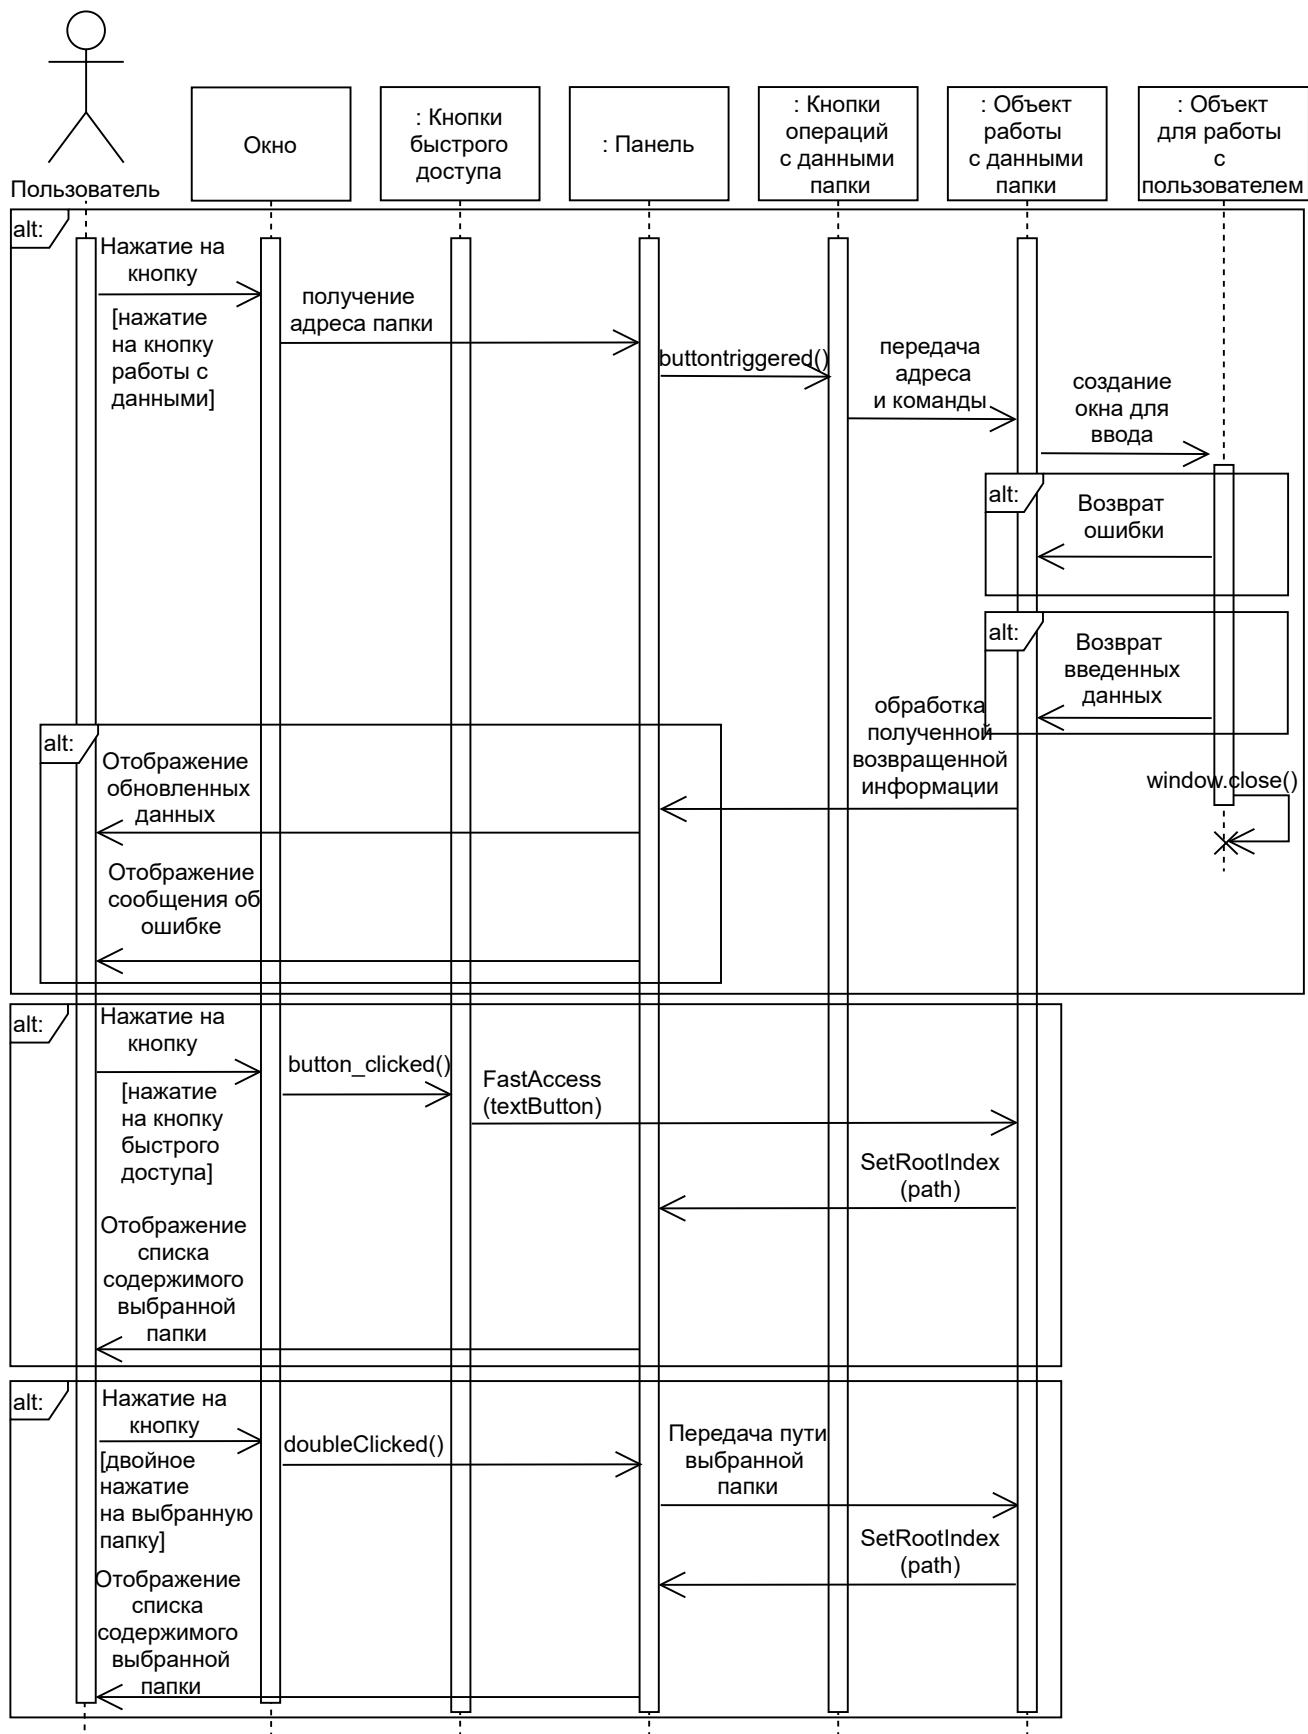 Пользователь
Окно
: Кнопки
быстрого
доступа
: Панель
: Кнопки
операций
с данными
папки
: Объект
работы
с данными
папки
: Объект
для работы
с
пользователем
alt:
Нажатие на
кнопку
[нажатие
на кнопку
работы с
данными]
получение
адреса папки
buttontriggered()
передача
адреса
и команды
создание
окна для
ввода
alt:
Возврат
ошибки
alt:
Возврат
введенных
данных
обработка
полученной
возвращенной
информации
window.close()
alt:
Отображение
обновленных
данных
Отображение
сообщения об
ошибке
alt:
Нажатие на
кнопку
[нажатие
на кнопку
быстрого
доступа]
button_clicked()
FastAccess
(textButton)
SetRootIndex
(path)
Отображение
списка
содержимого
выбранной
папки
alt:
Нажатие на
кнопку
[двойное
нажатие
на выбранную
папку]
doubleClicked()
Передача пути
выбранной
папки
SetRootIndex
(path)
Отображение
списка
содержимого
выбранной
папки